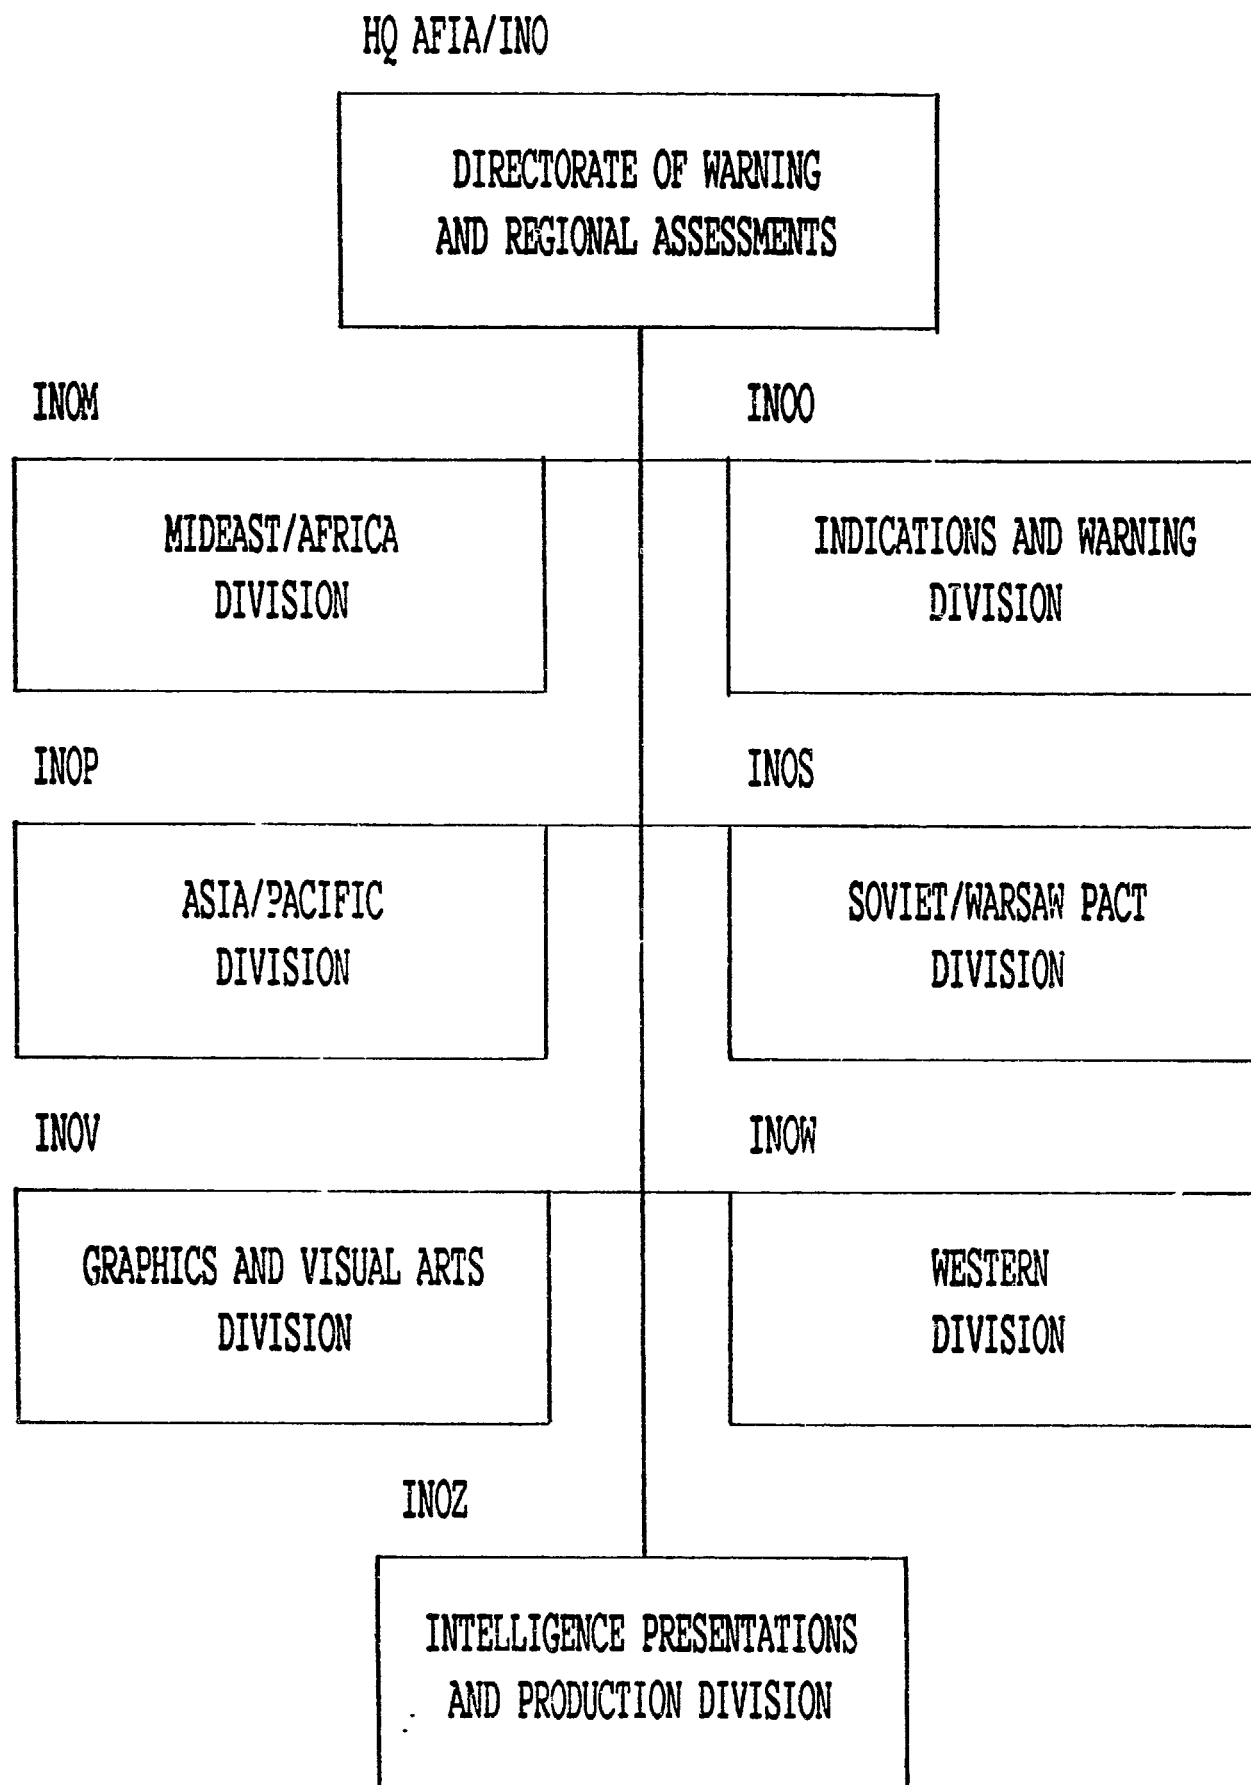 HQ AFIA/INO
DIRECTORATE OF WARNING
AND REGIONAL ASSESSMENTS
INOM
MIDEAST/AFRICA
DIVISION
INOO
INDICATIONS AND WARNING
DIVISION
INOP
ASIA/PACIFIC
DIVISION
INOS
SOVIET/WARSAW PACT
DIVISION
INOV
GRAPHICS AND VISUAL ARTS
DIVISION
INOW
WESTERN
DIVISION
INOZ
INTELLIGENCE PRESENTATIONS
AND PRODUCTION DIVISION